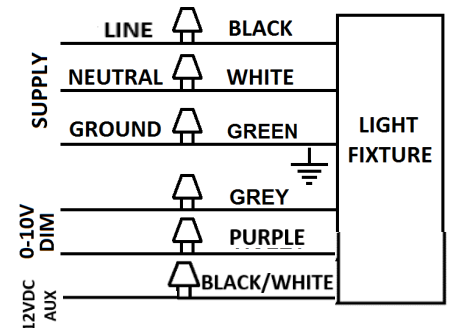 LINE BLACK
NEUTRAL WHITE
GROUND GREEN
SUPPLY
LIGHT
FIXTURE
GREY
PURPLE
0-10V
DIM
BLACK/WHITE
12VDC
AUX